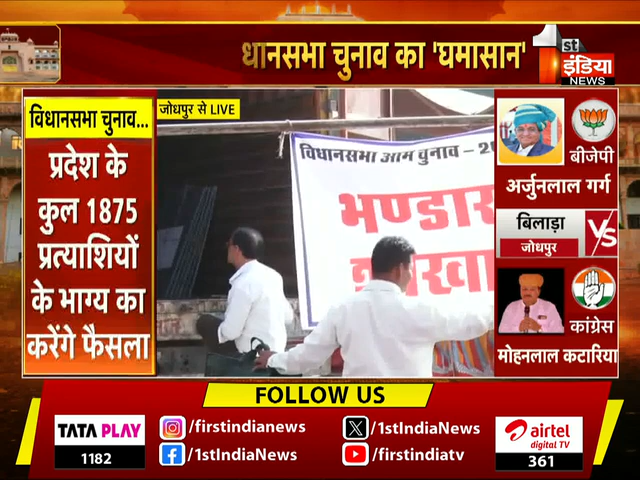 धानसभा चुनाव का 'घमासान'
1st
इंडिया
NEWS
विधानसभा चुनाव...
प्रदेश के
कुल 1875
प्रत्याशियों
के भाग्य का
करेंगे फैसला
जोधपुर से LIVE
विधानसभा आम चुनाव – 2
भण्डार
बीजेपी
अर्जुनलाल गर्ग
बिलाड़ा
जोधपुर
VS
कांग्रेस
मोहनलाल कटारिया
FOLLOW US
TATA PLAY
1182
/firstindianews
/1stIndiaNews
/1stIndiaNews
/firstindiatv
airtel
digital TV
361